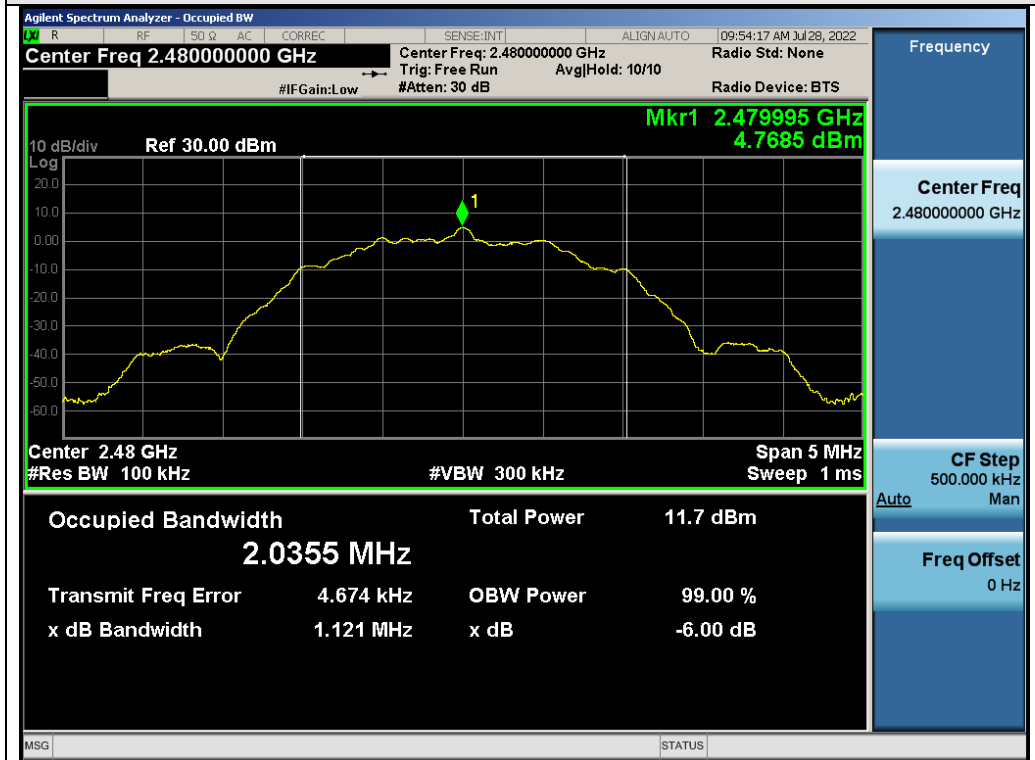 Agilent Spectrum Analyzer - Occupied BW
LXI R RF 50 Ω AC CORREC SENSE:INT ALIGN AUTO 09:54:17 AM Jul 28, 2022
Center Freq 2.480000000 GHz
Center Freq: 2.480000000 GHz
Radio Std: None
Trig: Free Run Avg|Hold: 10/10
#IFGain:Low #Atten: 30 dB Radio Device: BTS
Mkr1 2.479995 GHz
4.7685 dBm
10 dB/div Ref 30.00 dBm
Log
20.0
10.0
0.00
-10.0
-20.0
-30.0
-40.0
-50.0
-60.0
1
Center 2.48 GHz Span 5 MHz
#Res BW 100 kHz #VBW 300 kHz Sweep 1 ms
Occupied Bandwidth Total Power 11.7 dBm
2.0355 MHz
Transmit Freq Error 4.674 kHz OBW Power 99.00 %
x dB Bandwidth 1.121 MHz x dB -6.00 dB
Frequency
Center Freq
2.480000000 GHz
CF Step
500.000 kHz
Auto Man
Freq Offset
0 Hz
MSG STATUS